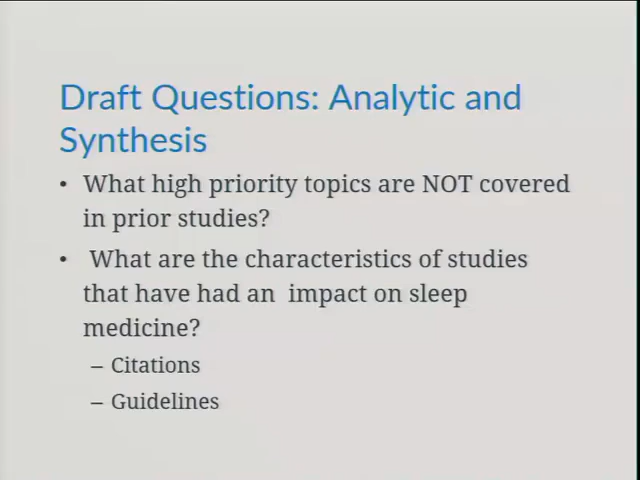 Draft Questions: Analytic and
Synthesis
• What high priority topics are NOT covered
in prior studies?
• What are the characteristics of studies
that have had an impact on sleep
medicine?
– Citations
– Guidelines